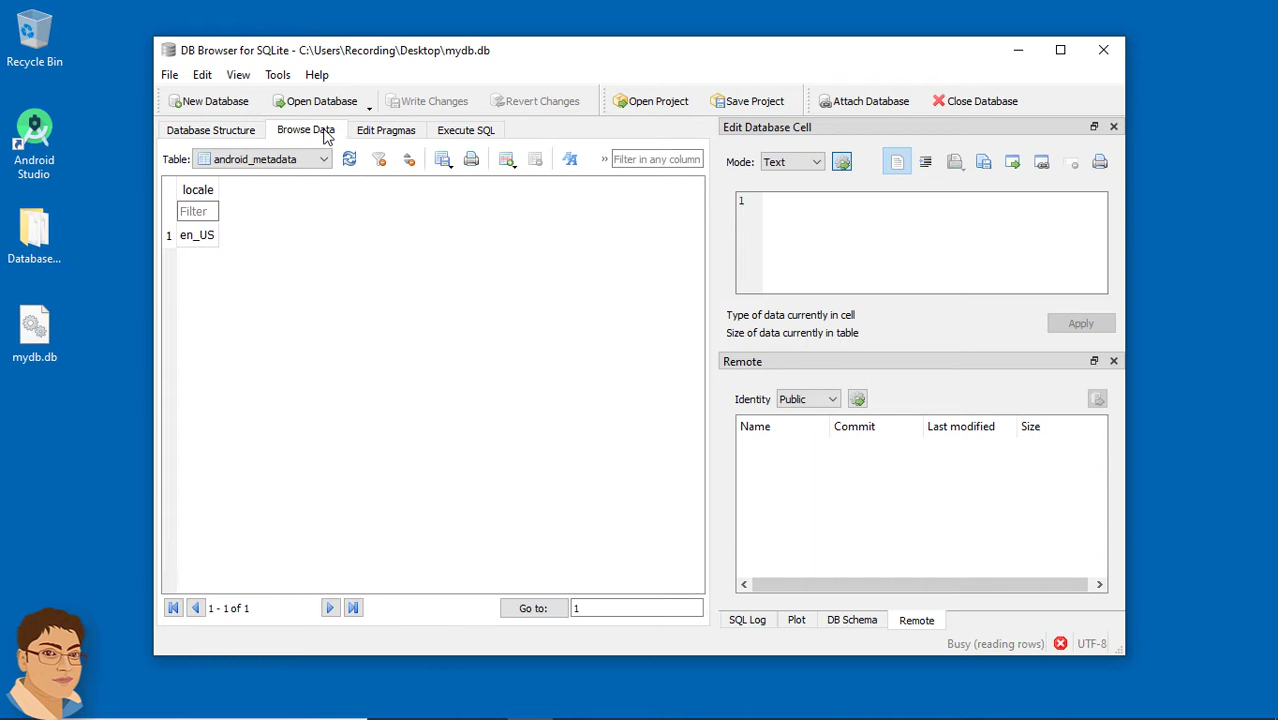 Recycle Bin
Android
Studio
Database...
mydb.db
DB Browser for SQLite - C:\Users\Recording\Desktop\mydb.db
File Edit View Tools Help
New Database Open Database Write Changes Revert Changes Open Project Save Project Attach Database Close Database
Database Structure Browse Data Edit Pragmas Execute SQL
Table: android_metadata » Filter in any column
locale
Filter
1 en_US
1 - 1 of 1 Go to: 1
Edit Database Cell
Mode: Text
1
Type of data currently in cell
Size of data currently in table
Apply
Remote
Identity Public
Name Commit Last modified Size
SQL Log Plot DB Schema Remote
Busy (reading rows) UTF-8